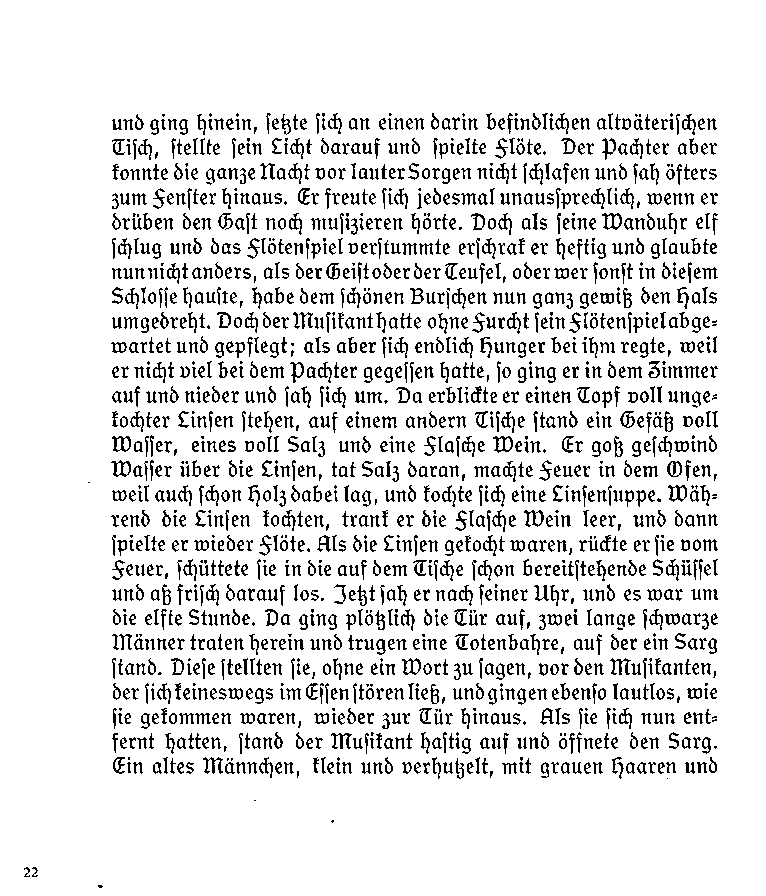 und ging hinein, ſetzte ſich an einen darin befindlichen altväteriſchen
Tiſch, ſtellte ſein Licht darauf und ſpielte Flöte. Der Pachter aber
konnte die ganze Nacht vor lauter Sorgen nicht ſchlafen und ſah öfters
zum Fenſter hinaus. Er freute ſich jedesmal unausſprechlich, wenn er
drüben den Gaſt noch muſizieren hörte. Doch als ſeine Wanduhr elf
ſchlug und das Flötenſpiel verſtummte erſchrak er heftig und glaubte
nun nicht anders, als der Geiſt oder der Teufel, oder wer ſonſt in dieſem
Schloſſe hauſte, habe dem ſchönen Burſchen nun ganz gewiß den Hals
umgedreht. Doch der Muſikant hatte ohne Furcht ſein Flötenſpiel abge-
wartet und gepflegt; als aber ſich endlich Hunger bei ihm regte, weil
er nicht viel bei dem Pachter gegeſſen hatte, ſo ging er in dem Zimmer
auf und nieder und ſah ſich um. Da erblickte er einen Topf voll unge-
kochter Linſen ſtehen, auf einem andern Tiſche ſtand ein Gefäß voll
Waſſer, eines voll Salz und eine Flaſche Wein. Er goß geſchwind
Waſſer über die Linſen, tat Salz daran, machte Feuer in dem Ofen,
weil auch ſchon Holz dabei lag, und kochte ſich eine Linſenſuppe. Wäh-
rend die Linſen kochten, trank er die Flaſche Wein leer, und dann
ſpielte er wieder Flöte. Als die Linſen gekocht waren, rückte er ſie vom
Feuer, ſchüttete ſie in die auf dem Tiſche ſchon bereitſtehende Schüſſel
und aß friſch darauf los. Jetzt ſah er nach ſeiner Uhr, und es war um
die elfte Stunde. Da ging plötzlich die Tür auf, zwei lange ſchwarze
Männer traten herein und trugen eine Totenbahre, auf der ein Sarg
ſtand. Dieſe ſtellten ſie, ohne ein Wort zu ſagen, vor den Muſikanten,
der ſich keineswegs im Eſſen ſtören ließ, und gingen ebenſo lautlos, wie
ſie gekommen waren, wieder zur Tür hinaus. Als ſie ſich nun ent-
fernt hatten, ſtand der Muſikant haſtig auf und öffnete den Sarg.
Ein altes Männchen, klein und verhutzelt, mit grauen Haaren und
22